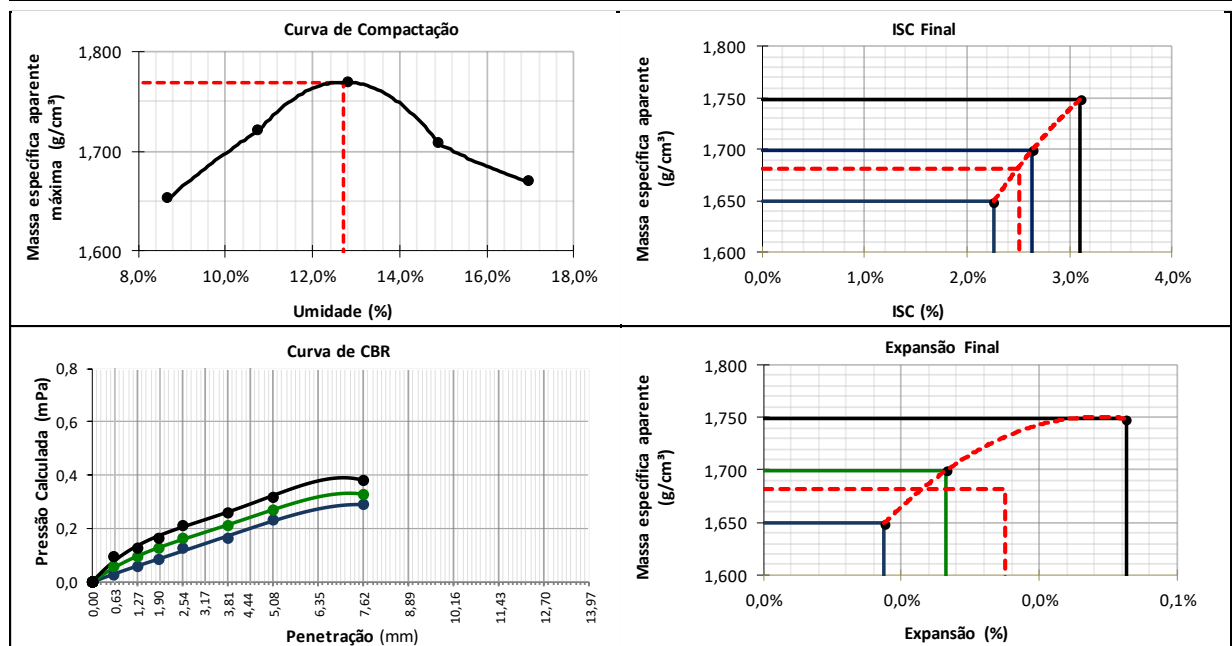 Curva de Compactação
Massa específica aparente
máxima (g/cm³)
1,800
1,700
1,600
8,0% 10,0% 12,0% 14,0% 16,0% 18,0%
Umidade (%)
ISC Final
Massa específica aparente
(g/cm³)
1,800
1,750
1,700
1,650
1,600
0,0% 1,0% 2,0% 3,0% 4,0%
ISC (%)
Curva de CBR
Pressão Calculada (mPa)
0,8
0,6
0,4
0,2
0,0
0,00 0,63 1,27 1,90 2,54 3,17 3,81 4,44 5,08 6,35 7,62 8,89 10,16 11,43 12,70 13,97
Penetração (mm)
Expansão Final
Massa específica aparente
(g/cm³)
1,800
1,750
1,700
1,650
1,600
0,0% 0,0% 0,0% 0,1%
Expansão (%)